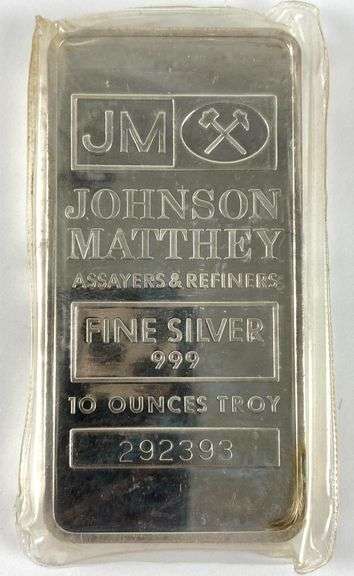 JM
JOHNSON
MATTHEY
ASSAYERS & REFINERS
FINE SILVER
999
10 OUNCES TROY
292393